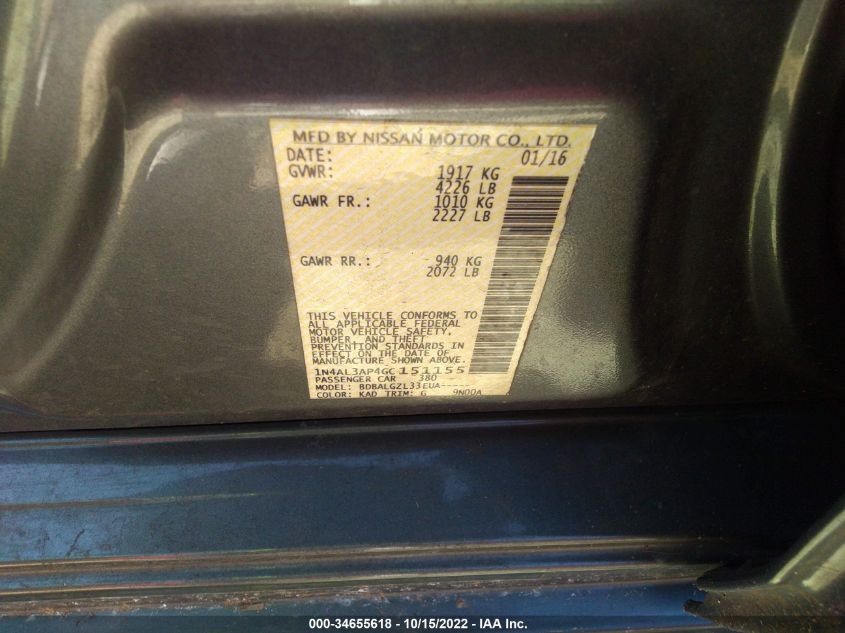 MFD BY NISSAN MOTOR CO., LTD.
DATE: 01/16
GVWR: 1917 KG
4226 LB
GAWR FR.: 1010 KG
2227 LB
GAWR RR.: 940 KG
2072 LB
THIS VEHICLE CONFORMS TO
ALL APPLICABLE FEDERAL
MOTOR VEHICLE SAFETY,
BUMPER, AND THEFT
PREVENTION STANDARDS IN
EFFECT ON THE DATE OF
MANUFACTURE SHOWN ABOVE.
1N4AL3AP4GC151155
PASSENGER CAR 380
MODEL: BDBALGZL33EUA-----
COLOR: KAD TRIM: G 9N00A
000-34655618 - 10/15/2022 - IAA Inc.